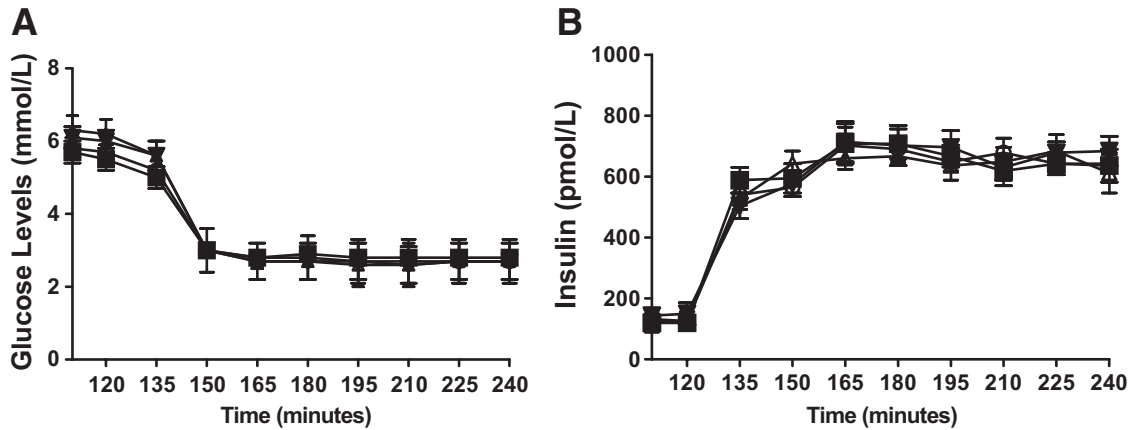 A
Glucose Levels (mmol/L)
8
6
4
2
0
120 135 150 165 180 195 210 225 240
Time (minutes)
B
Insulin (pmol/L)
1000
800
600
400
200
0
120 135 150 165 180 195 210 225 240
Time (minutes)